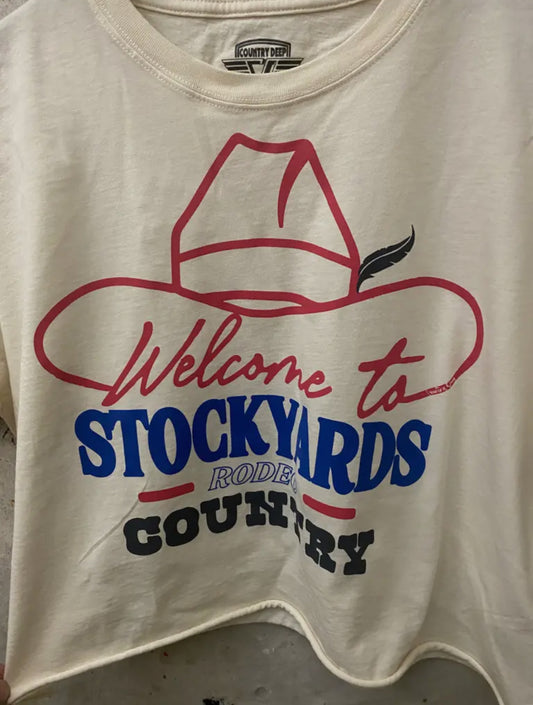 COUNTRY DEEP
Welcome to
STOCKYARDS
RODEO
COUNTRY